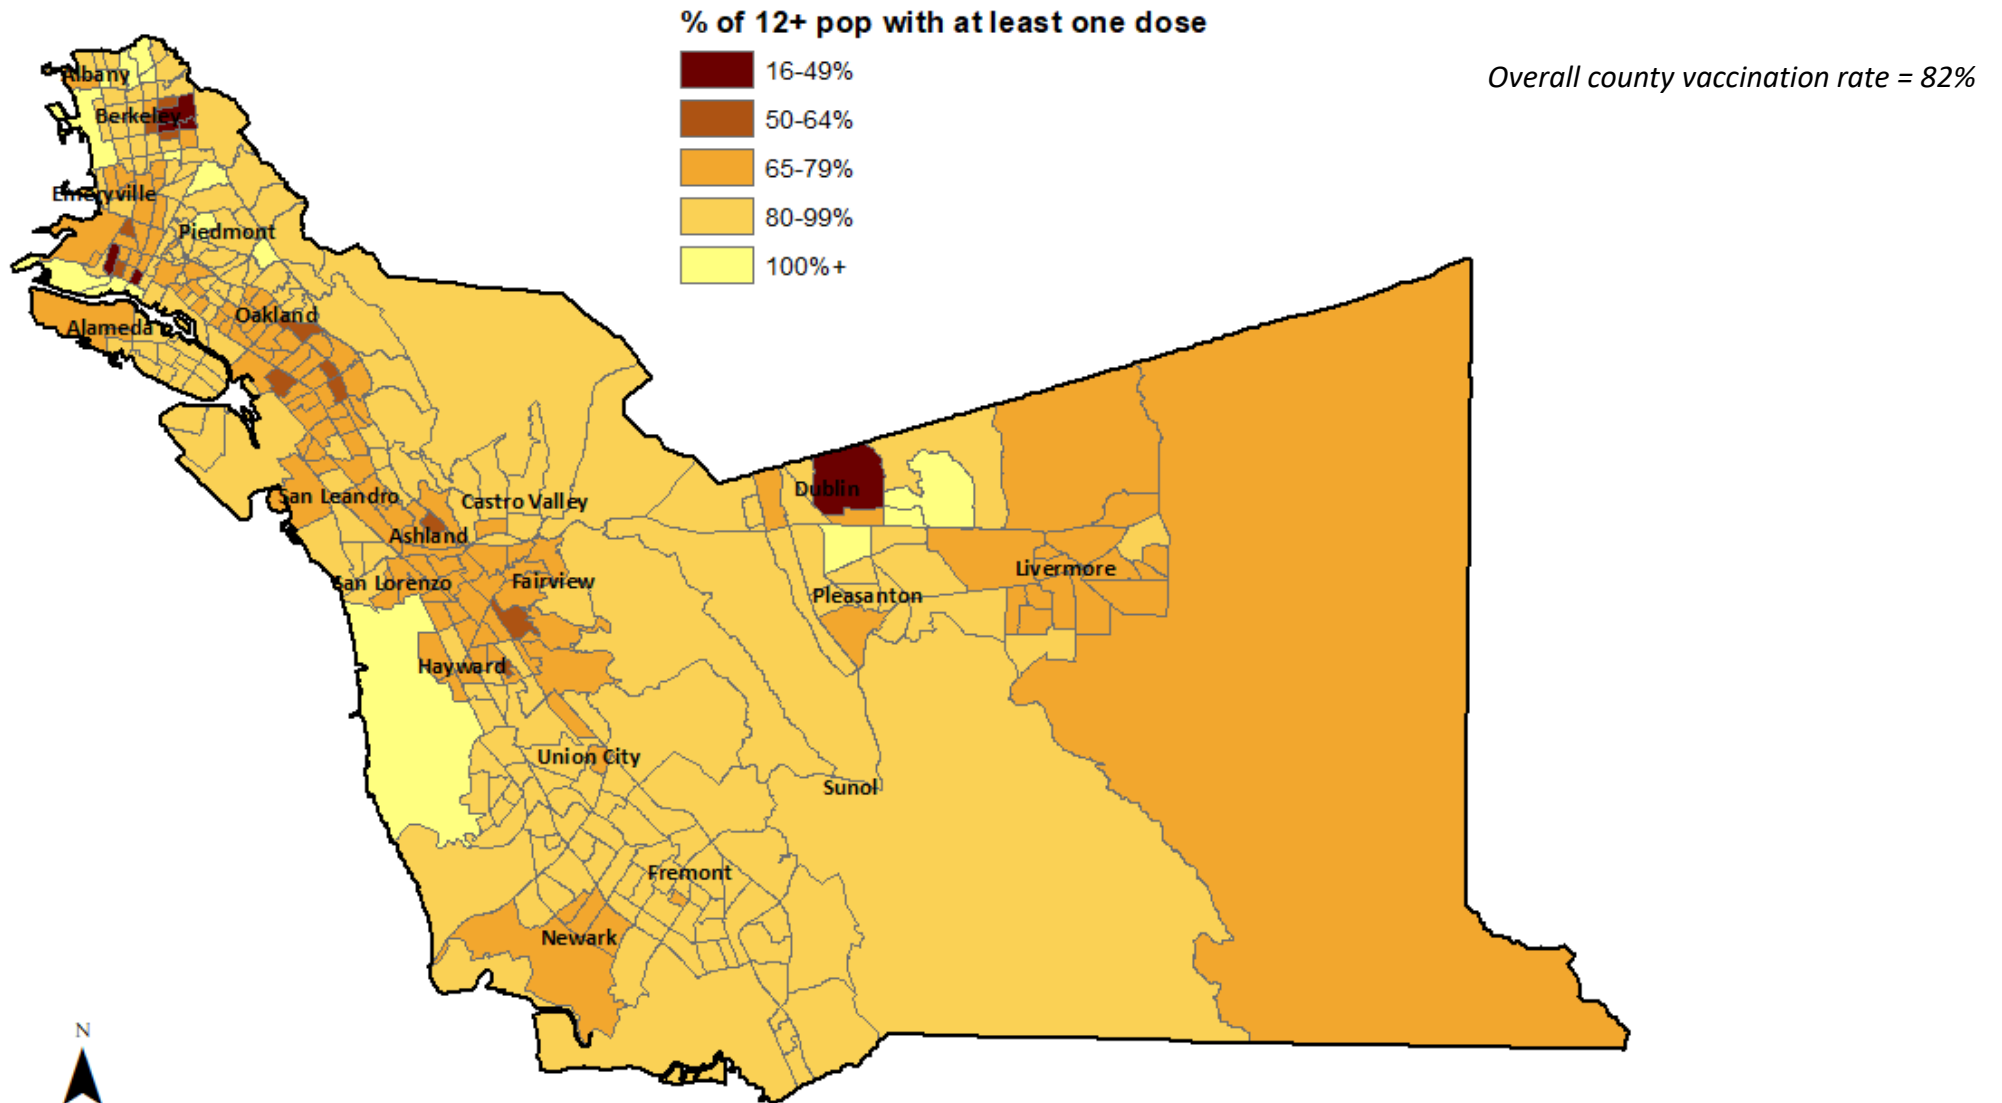 % of 12+ pop with at least one dose
16-49%
50-64%
65-79%
80-99%
100%+
Overall county vaccination rate = 82%
Albany
Berkeley
Emeryville
Piedmont
Oakland
Alameda
San Leandro
Castro Valley
Dublin
Ashland
San Lorenzo
Fairview
Livermore
Pleasanton
Hayward
Union City
Sunol
Fremont
Newark
N